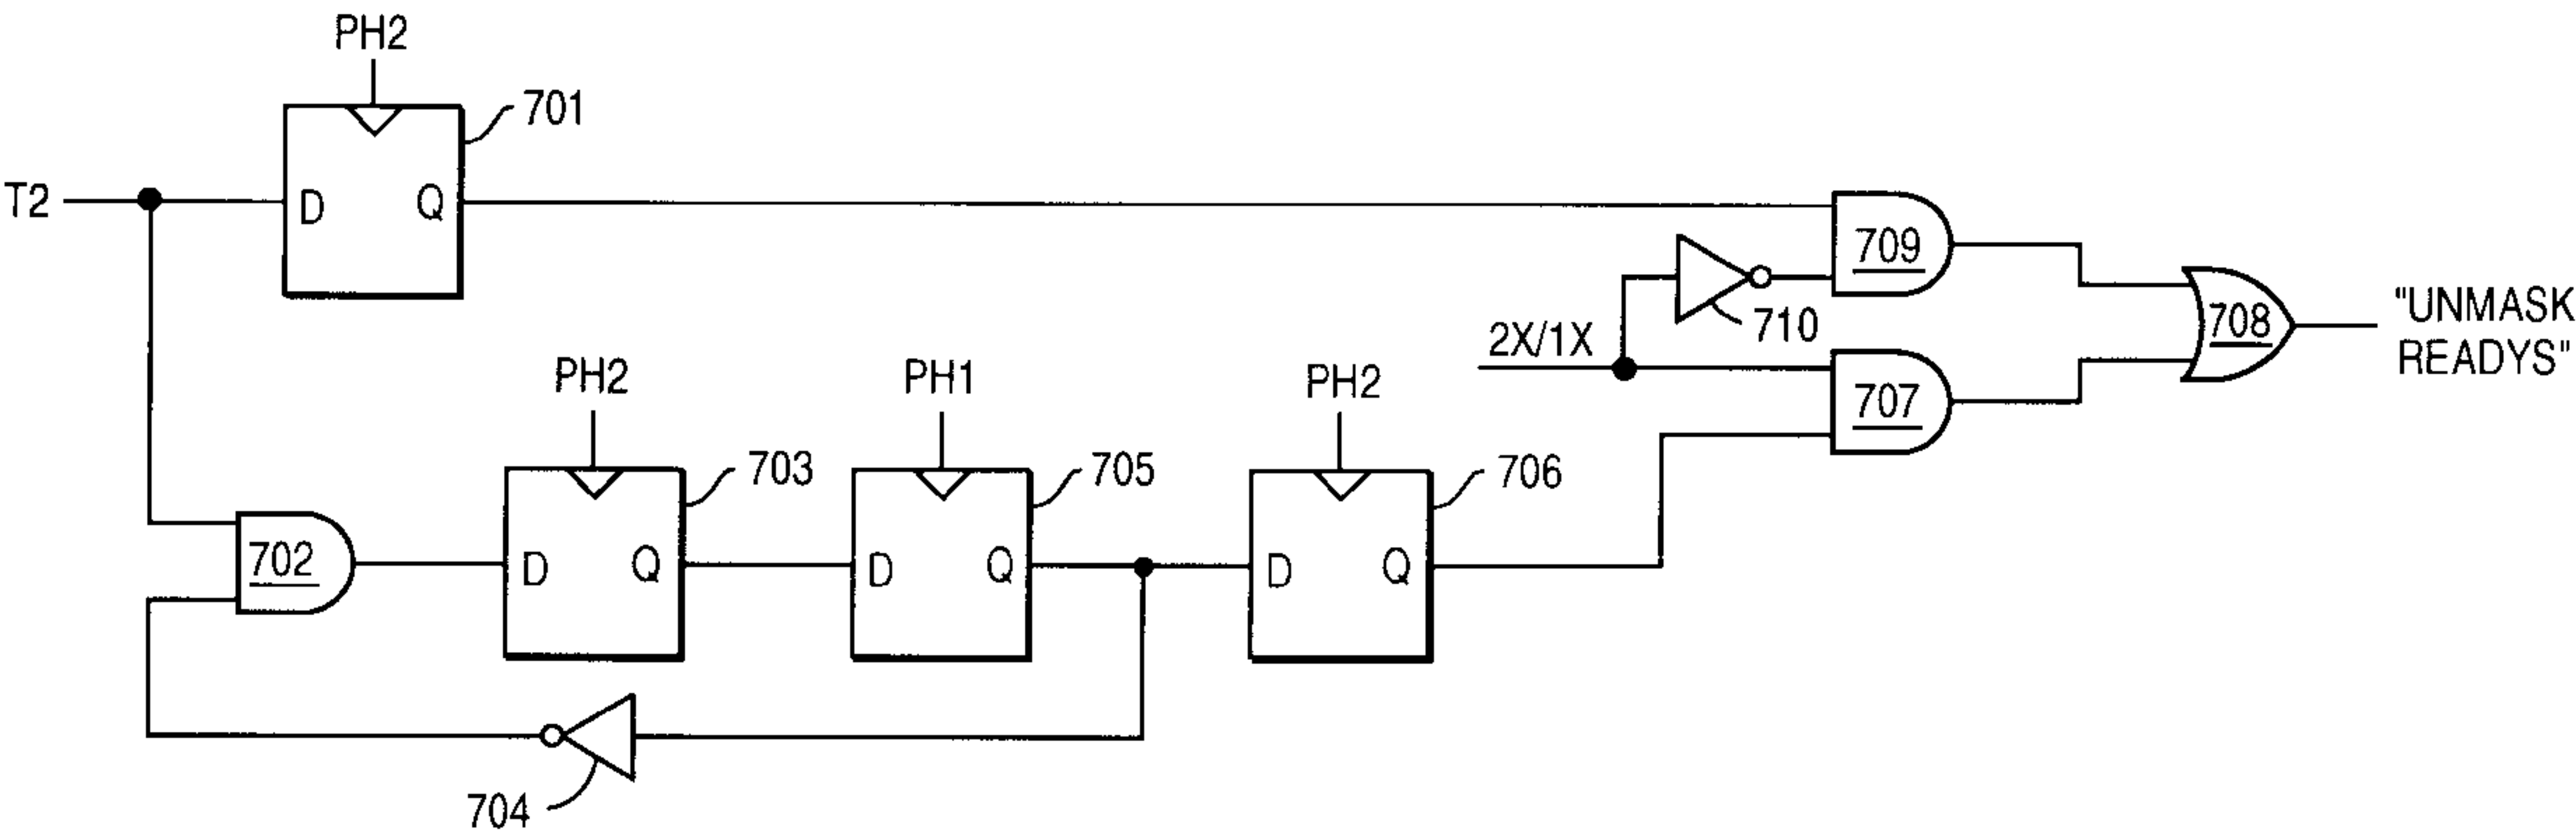 PH2
701
T2
D
Q
709
710
2X/1X
708
"UNMASK
READYS"
707
PH2
PH1
PH2
703
705
706
702
D
Q
D
Q
D
Q
704